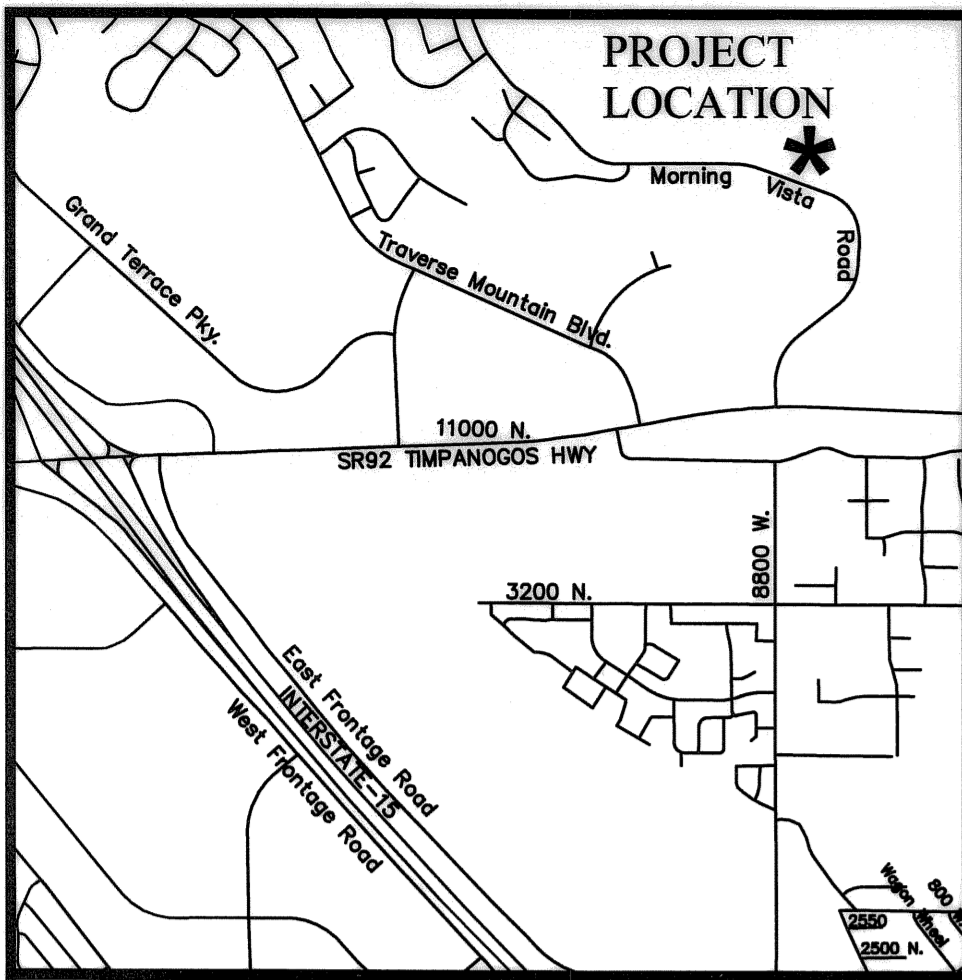 PROJECT
LOCATION
*
Morning Vista Road
Grand Terrace Pky.
Traverse Mountain Blvd.
11000 N.
SR92 TIMPANOGOS HWY
8800 W.
3200 N.
East Frontage Road
INTERSTATE-15
West Frontage Road
Wagon Wheel
800
2550
2500 N.